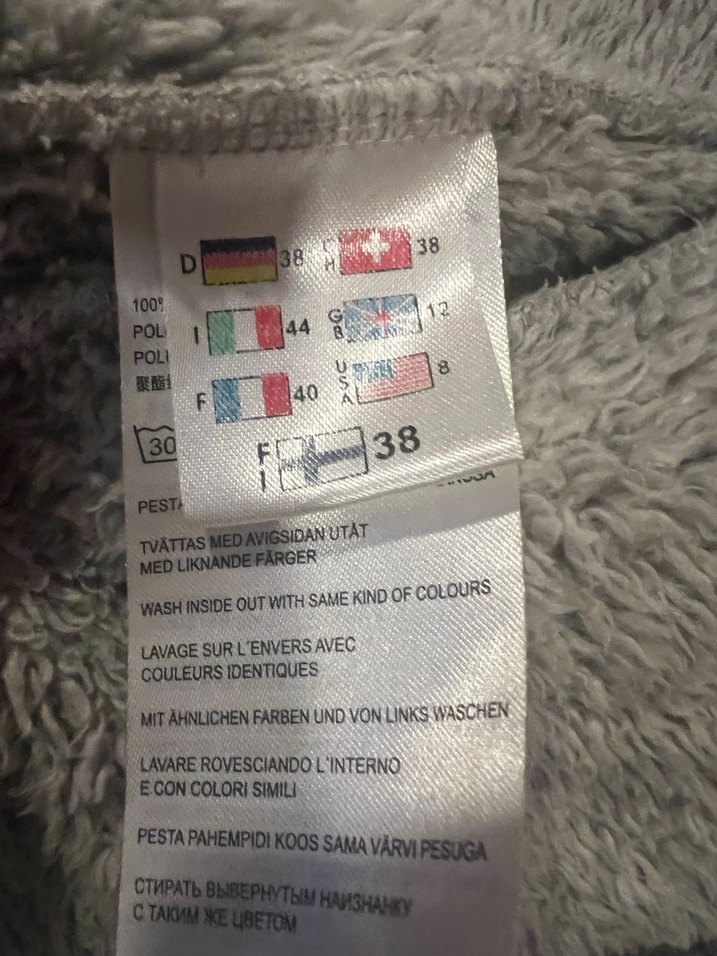 D 38 CH 38
I 44 GB 12
F 40 USA 8
FI 38
100%
POL
POLI
聚酯
30
PESTA
TVÄTTAS MED AVIGSIDAN UTÅT
MED LIKNANDE FÄRGER
WASH INSIDE OUT WITH SAME KIND OF COLOURS
LAVAGE SUR L'ENVERS AVEC
COULEURS IDENTIQUES
MIT ÄHNLICHEN FARBEN UND VON LINKS WASCHEN
LAVARE ROVESCIANDO L'INTERNO
E CON COLORI SIMILI
PESTA PAHEMPIDI KOOS SAMA VÄRVI PESUGA
СТИРАТЬ ВЫВЕРНУТЫМ НАИЗНАНКУ
С ТАКИМ ЖЕ ЦВЕТОМ